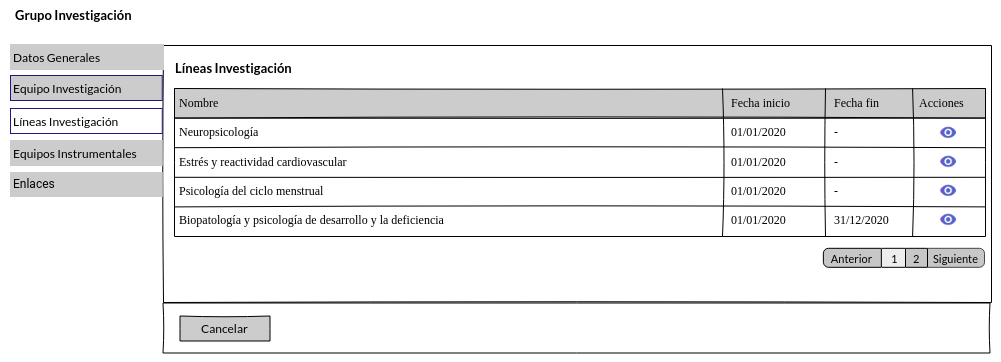 Grupo Investigación
Datos Generales
Equipo Investigación
Líneas Investigación
Equipos Instrumentales
Enlaces
Líneas Investigación
Nombre Fecha inicio Fecha fin Acciones
Neuropsicología 01/01/2020 -
Estrés y reactividad cardiovascular 01/01/2020 -
Psicología del ciclo menstrual 01/01/2020 -
Biopatología y psicología de desarrollo y la deficiencia 01/01/2020 31/12/2020
Anterior 1 2 Siguiente
Cancelar